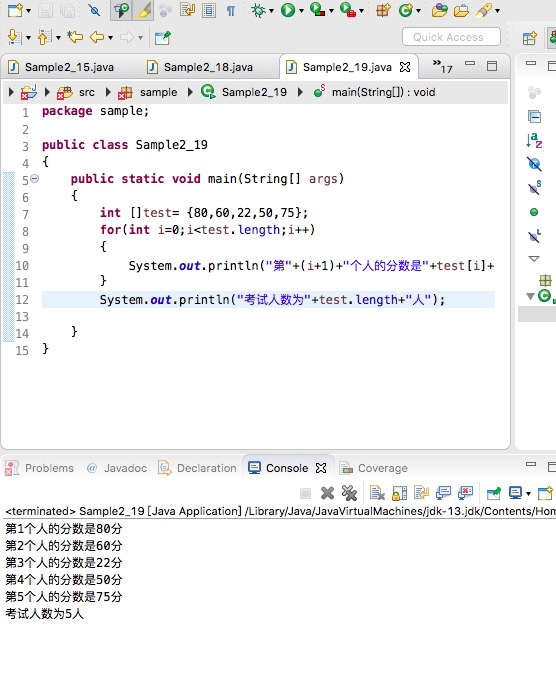 Quick Access
Sample2_15.java Sample2_18.java Sample2_19.java »17
src sample Sample2_19 main(String[]) : void
1 package sample;
2
3 public class Sample2_19
4 {
5 public static void main(String[] args)
6 {
7 int []test= {80,60,22,50,75};
8 for(int i=0;i<test.length;i++)
9 {
10 System.out.println("第"+(i+1)+"个人的分数是"+test[i]+
11 }
12 System.out.println("考试人数为"+test.length+"人");
13
14 }
15 }
Problems @ Javadoc Declaration Console Coverage
<terminated> Sample2_19 [Java Application] /Library/Java/JavaVirtualMachines/jdk-13.jdk/Contents/Hom
第1个人的分数是80分
第2个人的分数是60分
第3个人的分数是22分
第4个人的分数是50分
第5个人的分数是75分
考试人数为5人